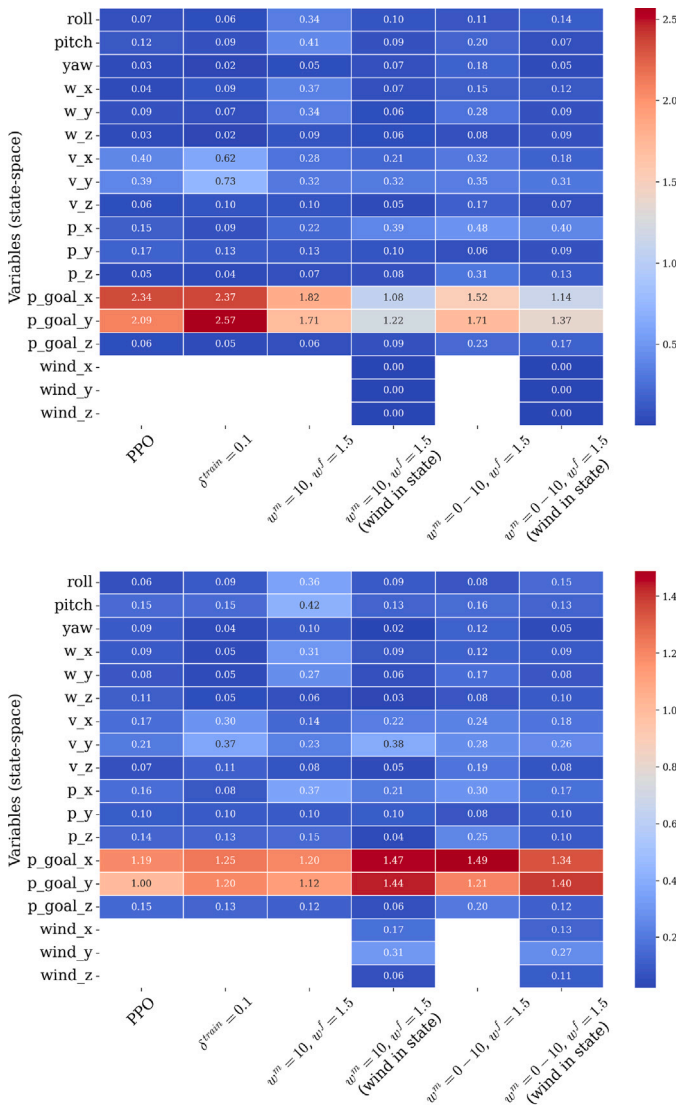 Variables (state-space)
roll 0.07 0.06 0.34 0.10 0.11 0.14
pitch 0.12 0.09 0.41 0.09 0.20 0.07
yaw 0.03 0.02 0.05 0.07 0.18 0.05
w_x 0.04 0.09 0.37 0.07 0.15 0.12
w_y 0.09 0.07 0.34 0.06 0.28 0.09
w_z 0.03 0.02 0.09 0.06 0.08 0.09
v_x 0.40 0.62 0.28 0.21 0.32 0.18
v_y 0.39 0.73 0.32 0.32 0.35 0.31
v_z 0.06 0.10 0.10 0.05 0.17 0.07
p_x 0.15 0.09 0.22 0.39 0.48 0.40
p_y 0.17 0.13 0.13 0.10 0.06 0.09
p_z 0.05 0.04 0.07 0.08 0.31 0.13
p_goal_x 2.34 2.37 1.82 1.08 1.52 1.14
p_goal_y 2.09 2.57 1.71 1.22 1.71 1.37
p_goal_z 0.06 0.05 0.06 0.09 0.23 0.17
wind_x 0.00 0.00
wind_y 0.00 0.00
wind_z 0.00 0.00
PPO
δ^train = 0.1
w^m = 10, w^f = 1.5
w^m = 10, w^f = 1.5
(wind in state)
w^m = 0 − 10, w^f = 1.5
w^m = 0 − 10, w^f = 1.5
(wind in state)
2.5
2.0
1.5
1.0
0.5
Variables (state-space)
roll 0.06 0.09 0.36 0.09 0.08 0.15
pitch 0.15 0.15 0.42 0.13 0.16 0.13
yaw 0.09 0.04 0.10 0.02 0.12 0.05
w_x 0.09 0.05 0.31 0.09 0.12 0.09
w_y 0.08 0.05 0.27 0.06 0.17 0.08
w_z 0.11 0.05 0.06 0.03 0.08 0.10
v_x 0.17 0.30 0.14 0.22 0.24 0.18
v_y 0.21 0.37 0.23 0.38 0.28 0.26
v_z 0.07 0.11 0.08 0.05 0.19 0.08
p_x 0.16 0.08 0.37 0.21 0.30 0.17
p_y 0.10 0.10 0.10 0.10 0.08 0.10
p_z 0.14 0.13 0.15 0.04 0.25 0.10
p_goal_x 1.19 1.25 1.20 1.47 1.49 1.34
p_goal_y 1.00 1.20 1.12 1.44 1.21 1.40
p_goal_z 0.15 0.13 0.12 0.06 0.20 0.12
wind_x 0.17 0.13
wind_y 0.31 0.27
wind_z 0.06 0.11
PPO
δ^train = 0.1
w^m = 10, w^f = 1.5
w^m = 10, w^f = 1.5
(wind in state)
w^m = 0 − 10, w^f = 1.5
w^m = 0 − 10, w^f = 1.5
(wind in state)
1.4
1.2
1.0
0.8
0.6
0.4
0.2